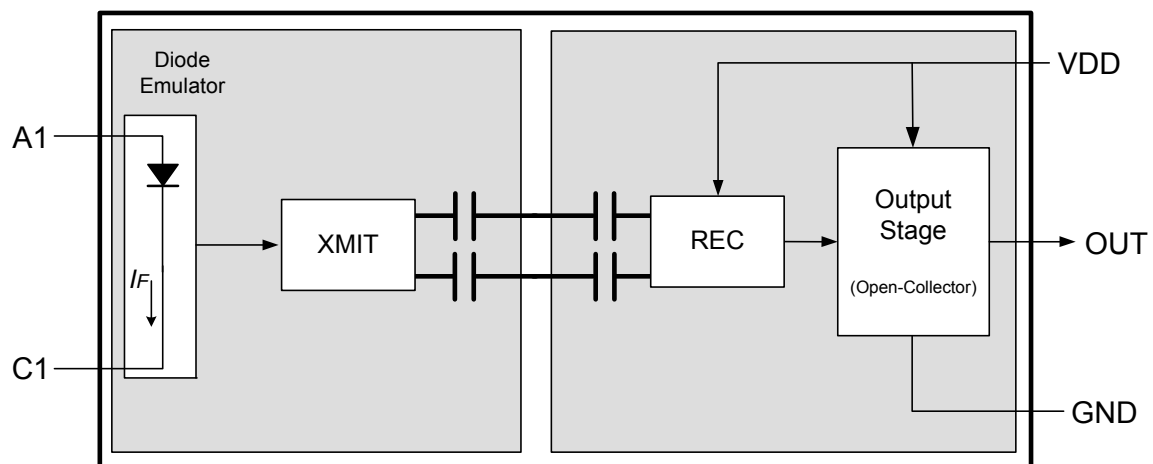 Diode
Emulator
VDD
A1
Output
Stage
XMIT
REC
OUT
IF
(Open-Collector)
C1
GND